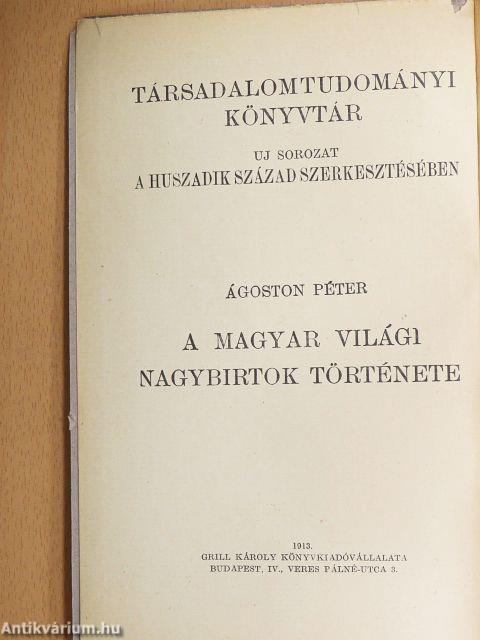 TÁRSADALOMTUDOMÁNYI
KÖNYVTÁR
UJ SOROZAT
A HUSZADIK SZÁZAD SZERKESZTÉSÉBEN
ÁGOSTON PÉTER
A MAGYAR VILÁGI
NAGYBIRTOK TÖRTÉNETE
1913.
GRILL KÁROLY KÖNYVKIADÓVÁLLALATA
BUDAPEST, IV., VERES PÁLNÉ-UTCA 3.
Antikvárium.hu